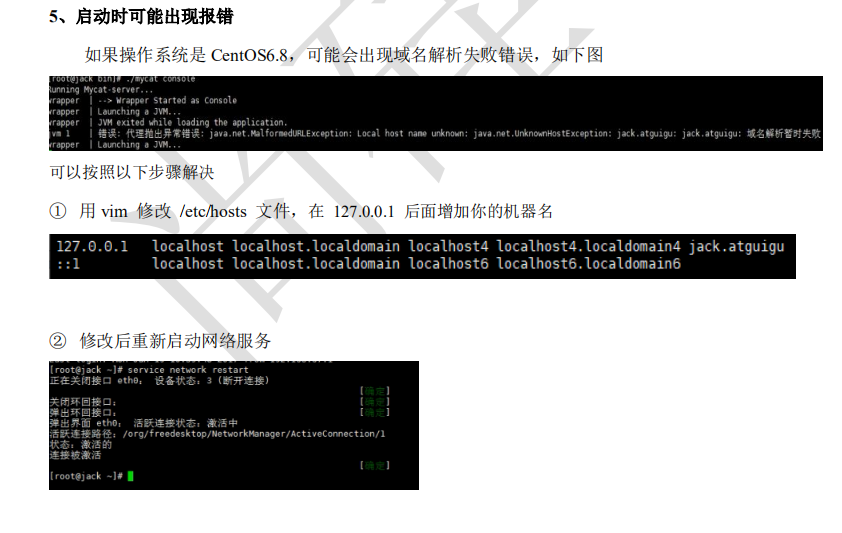 5、启动时可能出现报错
如果操作系统是 CentOS6.8，可能会出现域名解析失败错误，如下图
[root@jack bin]# ./mycat console
Running Mycat-server...
wrapper | --> Wrapper Started as Console
wrapper | Launching a JVM...
wrapper | JVM exited while loading the application.
jvm 1 | 错误: 代理抛出异常错误: java.net.MalformedURLException: Local host name unknown: java.net.UnknownHostException: jack.atguigu: jack.atguigu: 域名解析暂时失败
wrapper | Launching a JVM...
可以按照以下步骤解决
① 用 vim 修改 /etc/hosts 文件，在 127.0.0.1 后面增加你的机器名
127.0.0.1 localhost localhost.localdomain localhost4 localhost4.localdomain4 jack.atguigu
::1 localhost localhost.localdomain localhost6 localhost6.localdomain6
② 修改后重新启动网络服务
[root@jack ~]# service network restart
正在关闭接口 eth0： 设备状态：3 (断开连接)
[确定]
关闭环回接口： [确定]
弹出环回接口： [确定]
弹出界面 eth0： 活跃连接状态：激活中
活跃连接路径：/org/freedesktop/NetworkManager/ActiveConnection/1
状态：激活的
连接被激活
[确定]
[root@jack ~]#